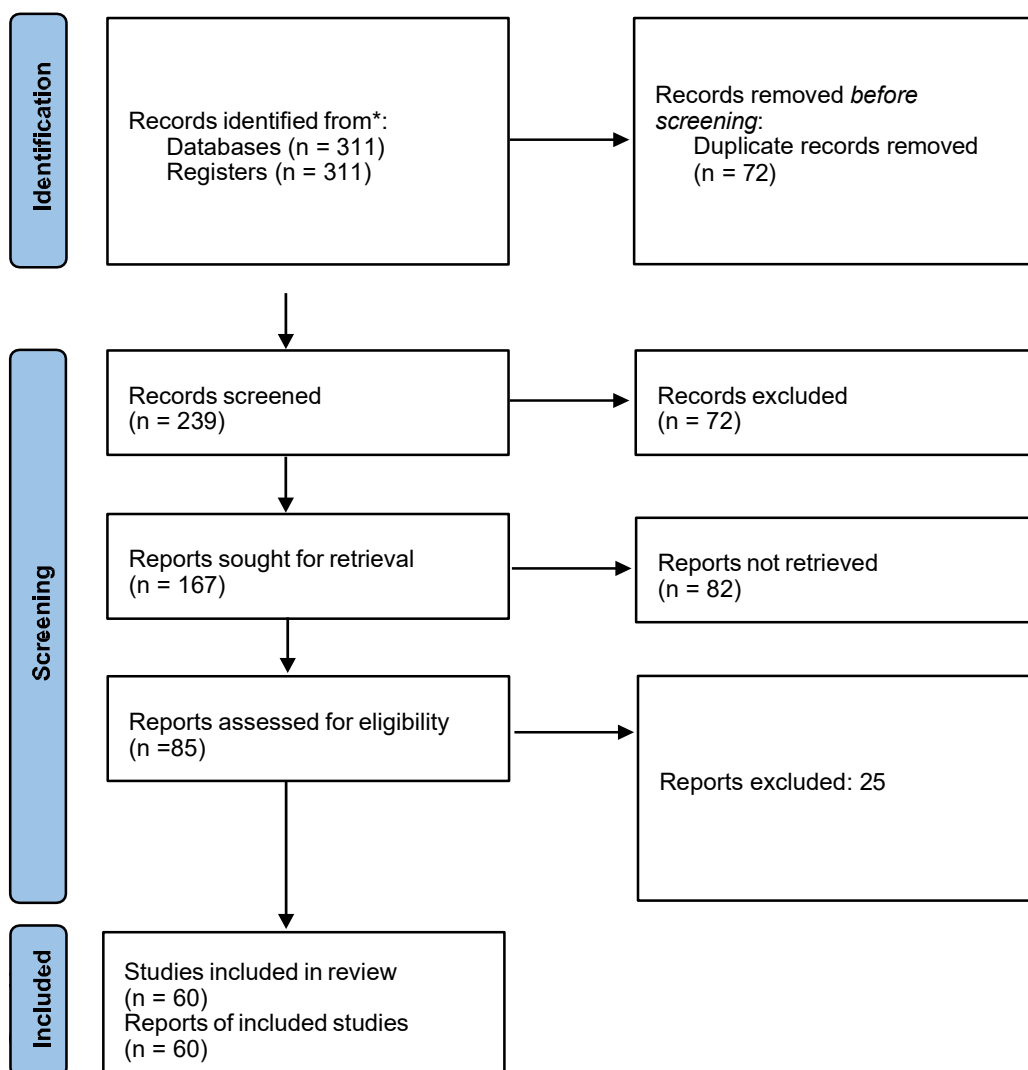 Identification
Records identified from*:
Databases (n = 311)
Registers (n = 311)
Records removed before
screening:
Duplicate records removed
(n = 72)
Screening
Records screened
(n = 239)
Records excluded
(n = 72)
Reports sought for retrieval
(n = 167)
Reports not retrieved
(n = 82)
Reports assessed for eligibility
(n =85)
Reports excluded: 25
Included
Studies included in review
(n = 60)
Reports of included studies
(n = 60)